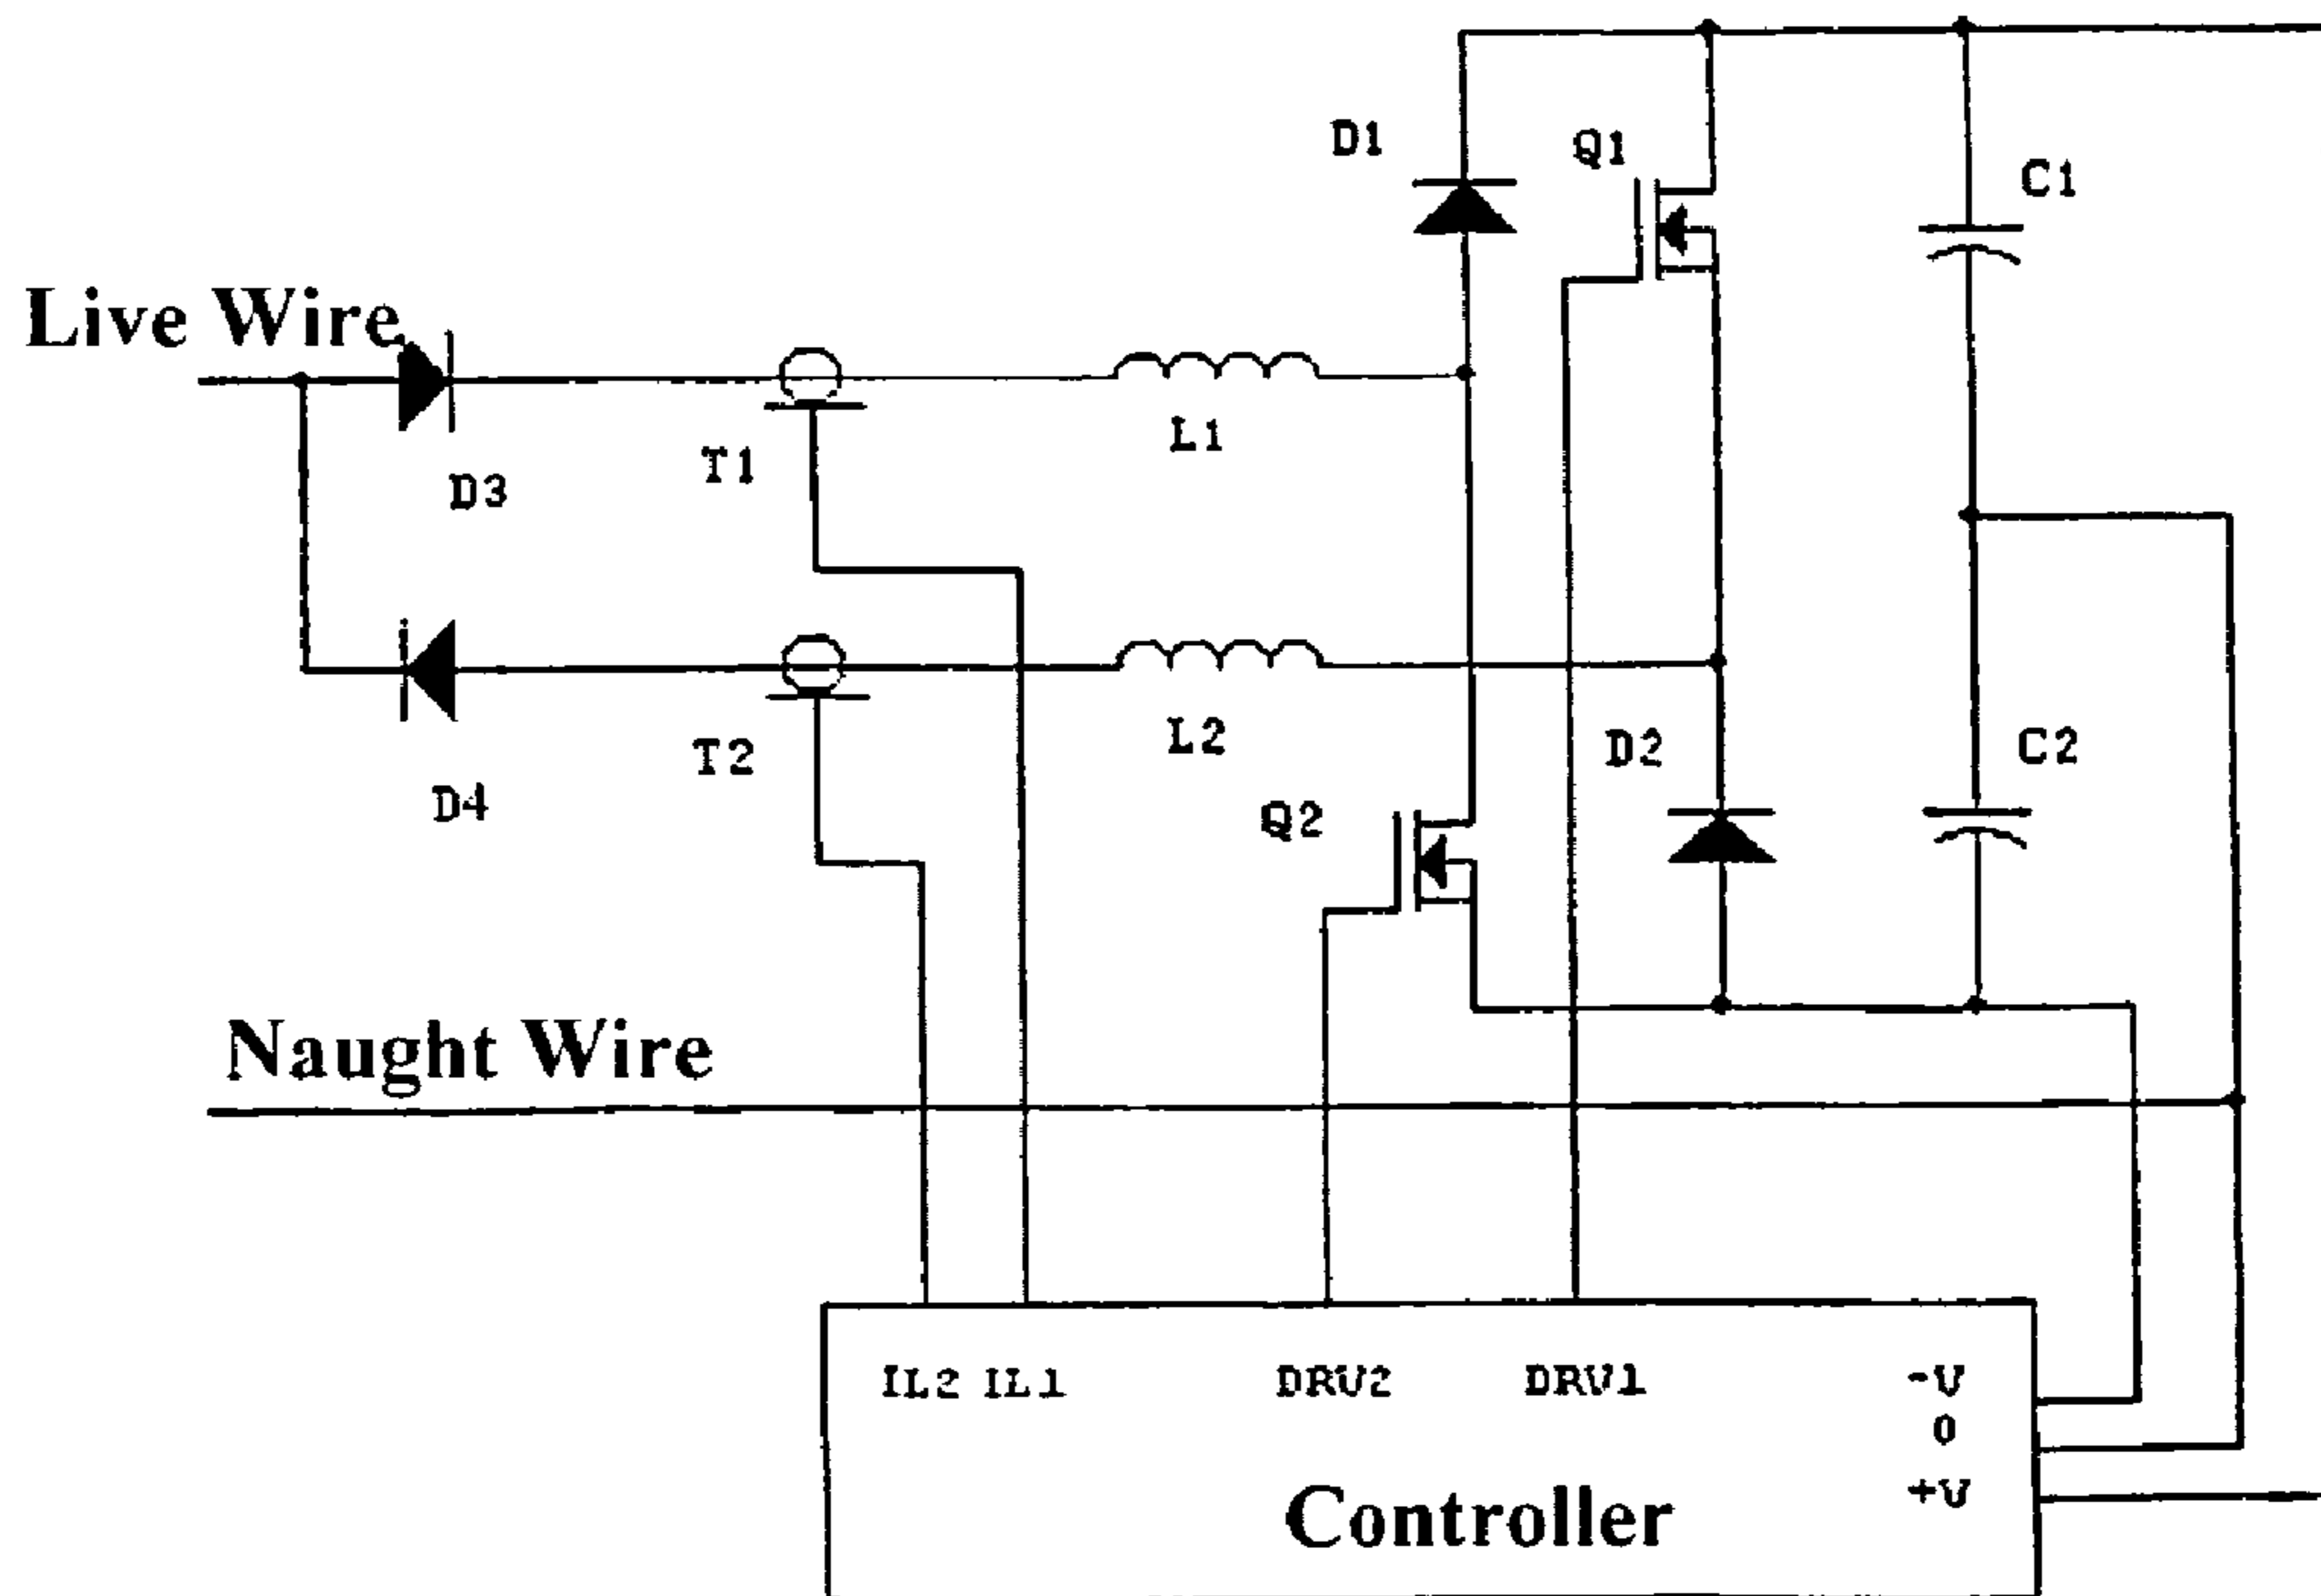 D1
Q1
C1
Live Wire
D3
T1
L1
D4
T2
L2
D2
C2
Q2
Naught Wire
IL2 IL1 DRV2 DRV1 -V
0
+V
Controller